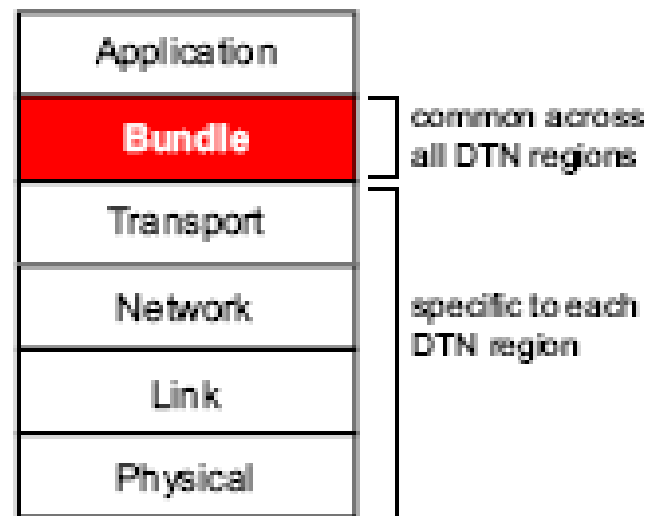 Application
Bundle
common across
all DTN regions
Transport
Network
specific to each
DTN region
Link
Physical